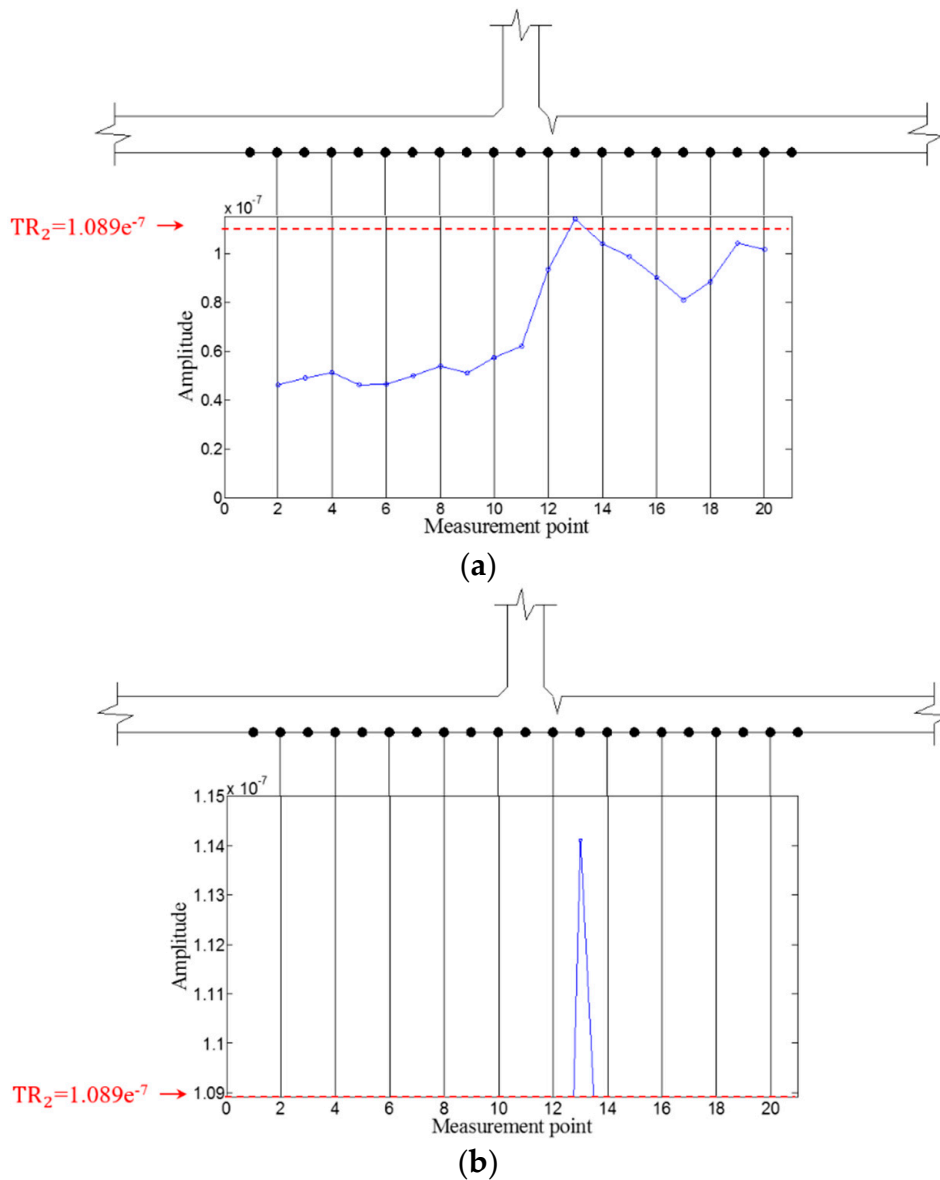 x 10⁻⁷
TR₂=1.089e⁻⁷ →
1
0.8
0.6
0.4
0.2
0
Amplitude
0 2 4 6 8 10 12 14 16 18 20
Measurement point
(a)
x 10⁻⁷
1.15
1.14
1.13
1.12
1.11
1.1
1.09
Amplitude
TR₂=1.089e⁻⁷ →
0 2 4 6 8 10 12 14 16 18 20
Measurement point
(b)